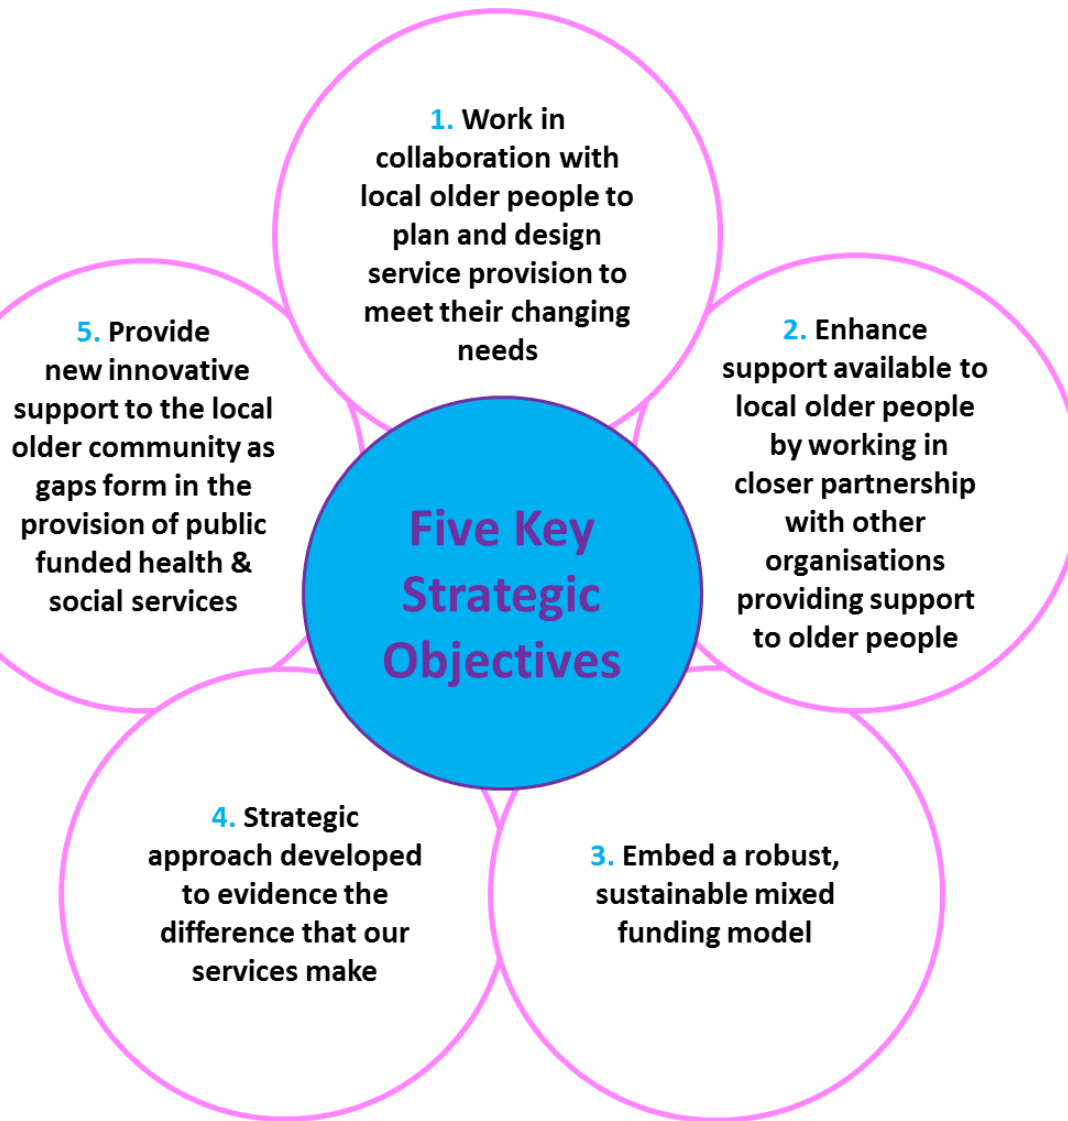 1. Work in
collaboration with
local older people to
plan and design
service provision to
meet their changing
needs
2. Enhance
support available to
local older people
by working in
closer partnership
with other
organisations
providing support
to older people
3. Embed a robust,
sustainable mixed
funding model
4. Strategic
approach developed
to evidence the
difference that our
services make
5. Provide
new innovative
support to the local
older community as
gaps form in the
provision of public
funded health &
social services
Five Key
Strategic
Objectives